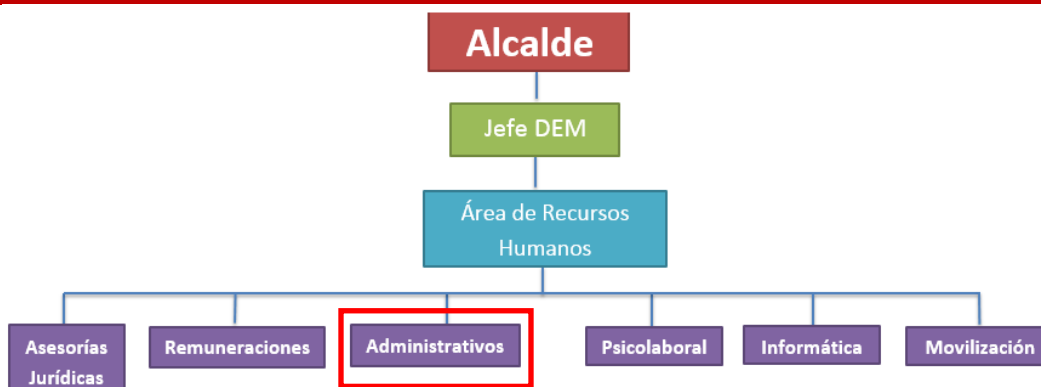 Alcalde
Jefe DEM
Área de Recursos
Humanos
Asesorías
Jurídicas
Remuneraciones
Administrativos
Psicolaboral
Informática
Movilización